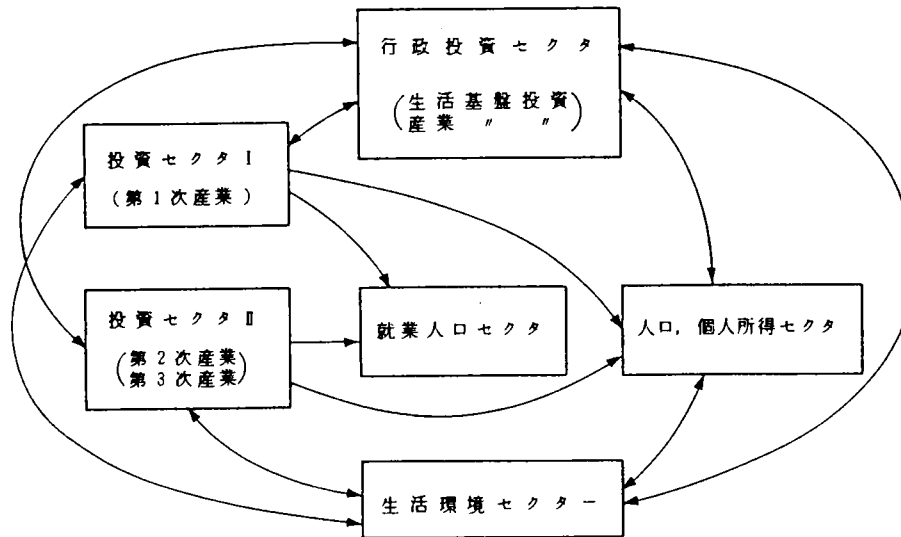 行政投資セクタ
(生活基盤投資
産業 〃 〃)
投資セクタⅠ
(第1次産業)
投資セクタⅡ
(第2次産業
第3次産業)
就業人口セクタ
人口,個人所得セクタ
生活環境セクター